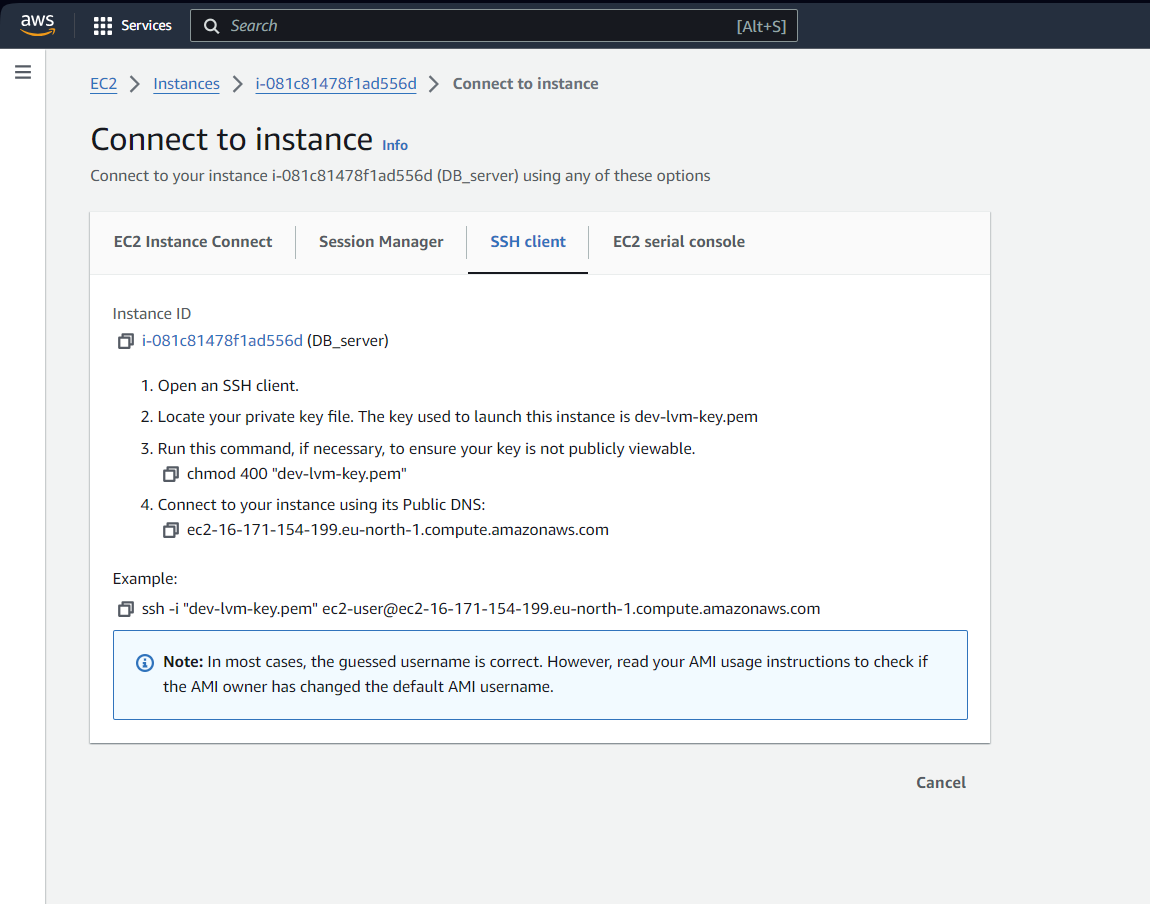 aws Services Search [Alt+S]
EC2 Instances i-081c81478f1ad556d Connect to instance
Connect to instance Info
Connect to your instance i-081c81478f1ad556d (DB_server) using any of these options
EC2 Instance Connect Session Manager SSH client EC2 serial console
Instance ID
i-081c81478f1ad556d (DB_server)
1. Open an SSH client.
2. Locate your private key file. The key used to launch this instance is dev-lvm-key.pem
3. Run this command, if necessary, to ensure your key is not publicly viewable.
chmod 400 "dev-lvm-key.pem"
4. Connect to your instance using its Public DNS:
ec2-16-171-154-199.eu-north-1.compute.amazonaws.com
Example:
ssh -i "dev-lvm-key.pem" ec2-user@ec2-16-171-154-199.eu-north-1.compute.amazonaws.com
Note: In most cases, the guessed username is correct. However, read your AMI usage instructions to check if
the AMI owner has changed the default AMI username.
Cancel